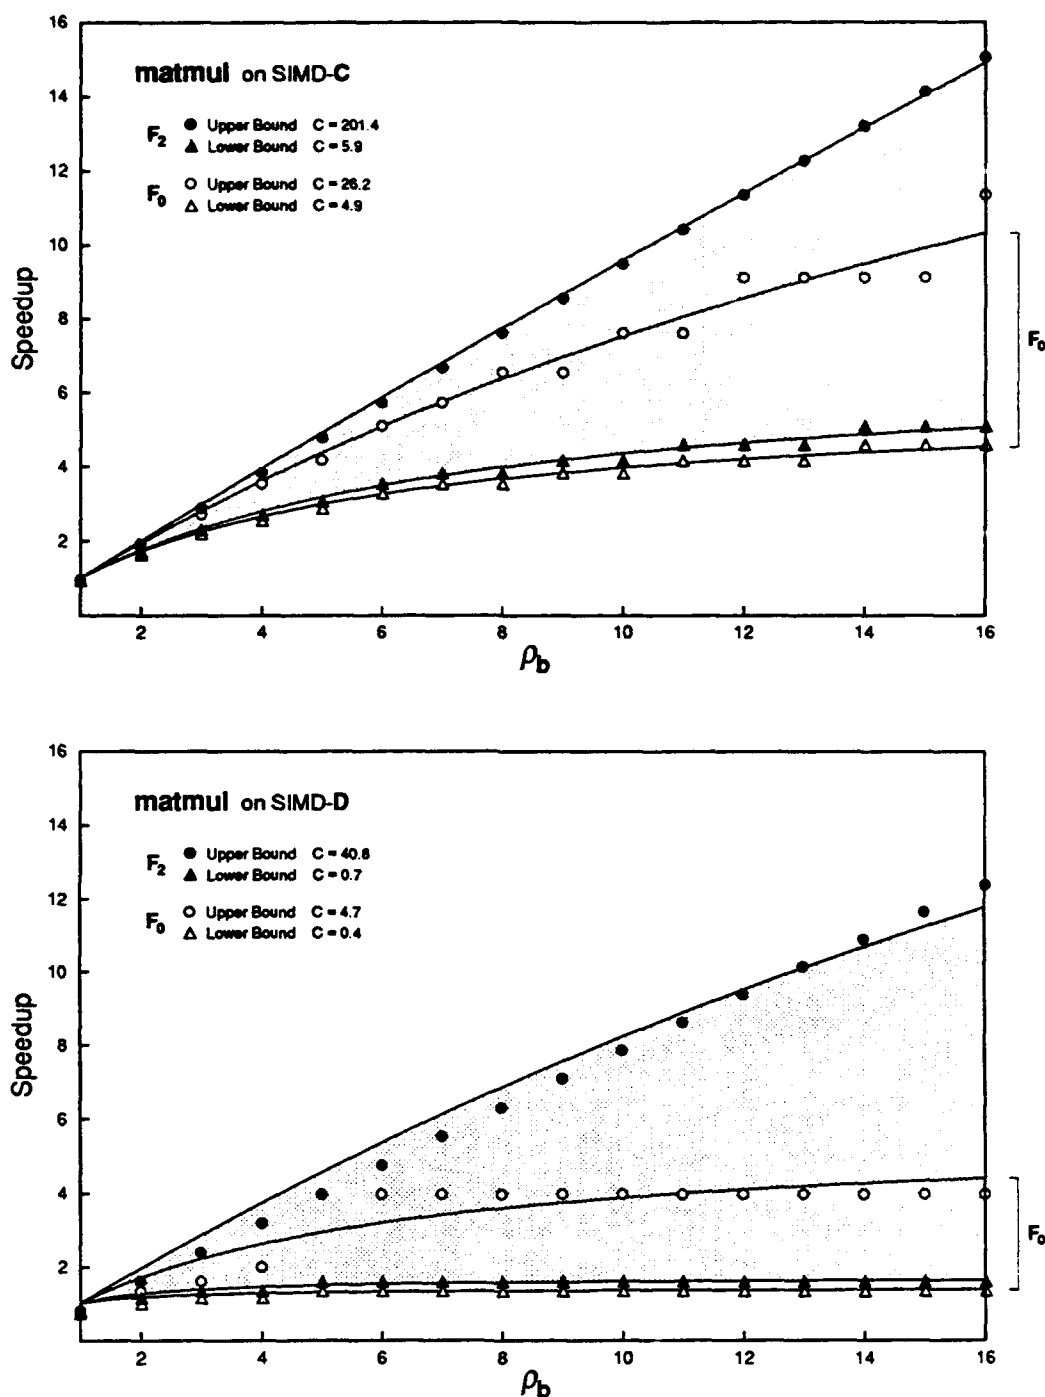 16
14
12
10
8
6
4
2
Speedup
matmul on SIMD-C
F2 ● Upper Bound C = 201.4
▲ Lower Bound C = 5.9
F0 ○ Upper Bound C = 26.2
△ Lower Bound C = 4.9
F0
2 4 6 8 10 12 14 16
ρb
16
14
12
10
8
6
4
2
Speedup
matmul on SIMD-D
F2 ● Upper Bound C = 40.8
▲ Lower Bound C = 0.7
F0 ○ Upper Bound C = 4.7
△ Lower Bound C = 0.4
F0
2 4 6 8 10 12 14 16
ρb